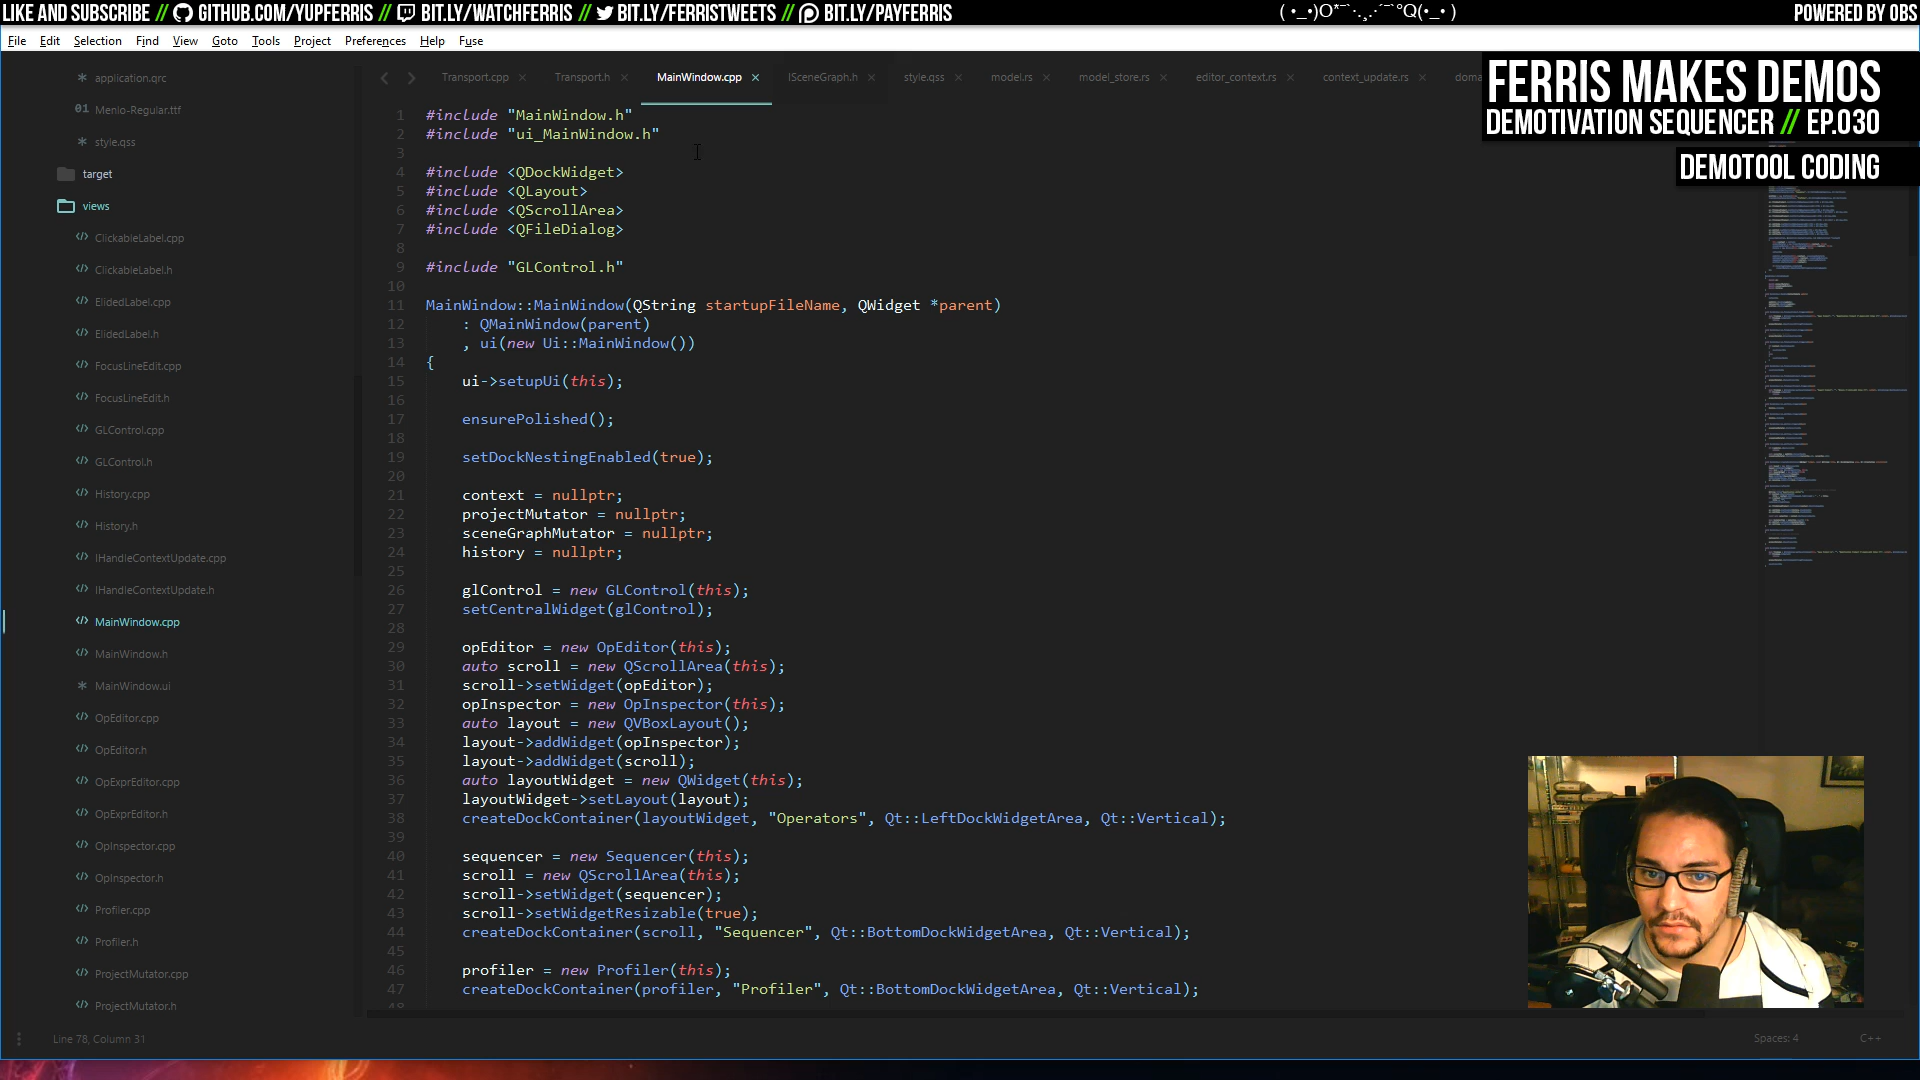 LIKE AND SUBSCRIBE // GITHUB.COM/YUPFERRIS // BIT.LY/WATCHFERRIS // BIT.LY/FERRISTWEETS // BIT.LY/PAYFERRIS
POWERED BY OBS
File Edit Selection Find View Goto Tools Project Preferences Help Fuse
FERRIS MAKES DEMOS
DEMOTIVATION SEQUENCER // EP.030
DEMOTOOL CODING
application.qrc
01 Menlo-Regular.ttf
style.qss
target
views
ClickableLabel.cpp
ClickableLabel.h
ElidedLabel.cpp
ElidedLabel.h
FocusLineEdit.cpp
FocusLineEdit.h
GLControl.cpp
GLControl.h
History.cpp
History.h
IHandleContextUpdate.cpp
IHandleContextUpdate.h
MainWindow.cpp
MainWindow.h
MainWindow.ui
OpEditor.cpp
OpEditor.h
OpExprEditor.cpp
OpExprEditor.h
OpInspector.cpp
OpInspector.h
Profiler.cpp
Profiler.h
ProjectMutator.cpp
ProjectMutator.h
Transport.cpp Transport.h MainWindow.cpp ISceneGraph.h style.qss model.rs model_store.rs editor_context.rs context_update.rs doma
1 #include "MainWindow.h"
2 #include "ui_MainWindow.h"
3
4 #include <QDockWidget>
5 #include <QLayout>
6 #include <QScrollArea>
7 #include <QFileDialog>
8
9 #include "GLControl.h"
10
11 MainWindow::MainWindow(QString startupFileName, QWidget *parent)
12 : QMainWindow(parent)
13 , ui(new Ui::MainWindow())
14 {
15 ui->setupUi(this);
16
17 ensurePolished();
18
19 setDockNestingEnabled(true);
20
21 context = nullptr;
22 projectMutator = nullptr;
23 sceneGraphMutator = nullptr;
24 history = nullptr;
25
26 glControl = new GLControl(this);
27 setCentralWidget(glControl);
28
29 opEditor = new OpEditor(this);
30 auto scroll = new QScrollArea(this);
31 scroll->setWidget(opEditor);
32 opInspector = new OpInspector(this);
33 auto layout = new QVBoxLayout();
34 layout->addWidget(opInspector);
35 layout->addWidget(scroll);
36 auto layoutWidget = new QWidget(this);
37 layoutWidget->setLayout(layout);
38 createDockContainer(layoutWidget, "Operators", Qt::LeftDockWidgetArea, Qt::Vertical);
39
40 sequencer = new Sequencer(this);
41 scroll = new QScrollArea(this);
42 scroll->setWidget(sequencer);
43 scroll->setWidgetResizable(true);
44 createDockContainer(scroll, "Sequencer", Qt::BottomDockWidgetArea, Qt::Vertical);
45
46 profiler = new Profiler(this);
47 createDockContainer(profiler, "Profiler", Qt::BottomDockWidgetArea, Qt::Vertical);
Line 78, Column 31
Spaces: 4
C++